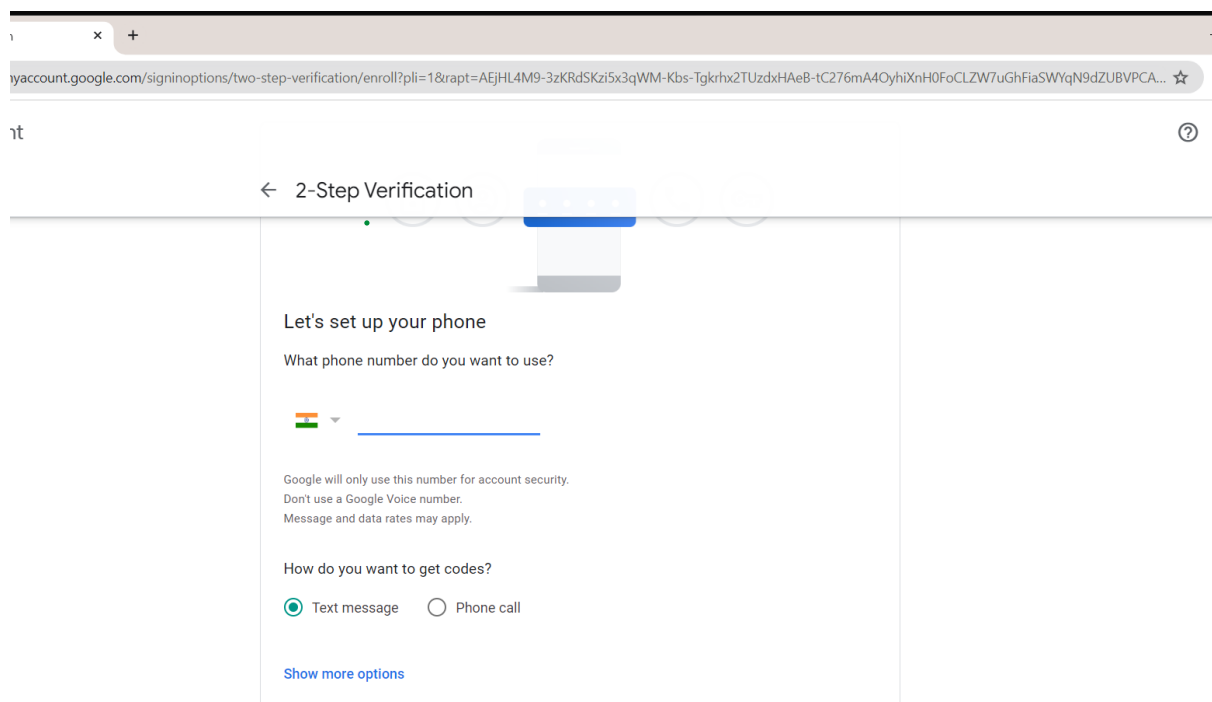 myaccount.google.com/signinoptions/two-step-verification/enroll?pli=1&rapt=AEjHL4M9-3zKRdSKzi5x3qWM-Kbs-Tgkrhx2TUzdxHAeB-tC276mA4OyhiXnH0FoCLZW7uGhFiaSWYqN9dZUBVPCA...
nt
2-Step Verification
Let's set up your phone
What phone number do you want to use?
Google will only use this number for account security.
Don't use a Google Voice number.
Message and data rates may apply.
How do you want to get codes?
Text message Phone call
Show more options